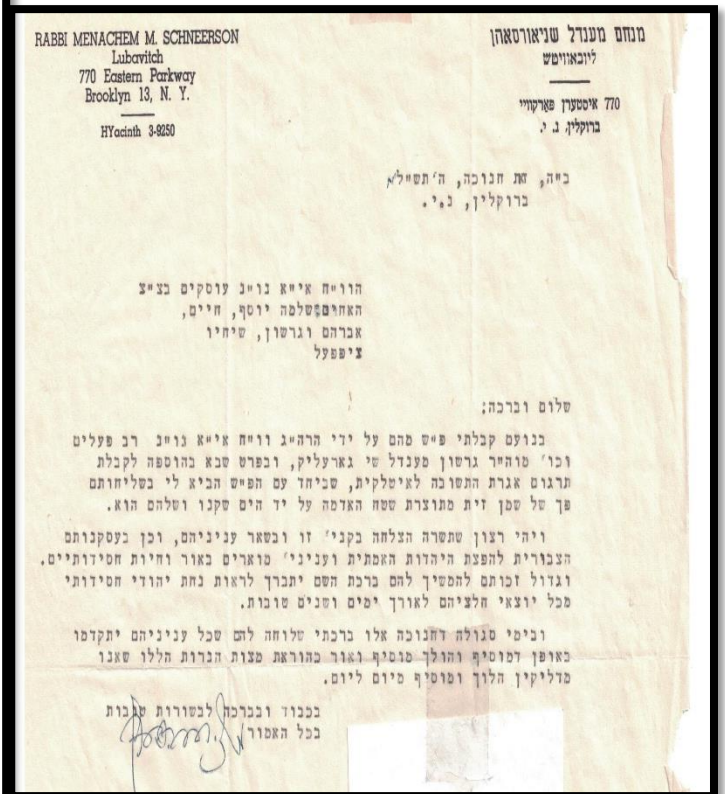 RABBI MENACHEM M. SCHNEERSON
Lubavitch
770 Eastern Parkway
Brooklyn 13, N. Y.
HYacinth 3-9250
מנחם מענדל שניאורסאהן
ליובאוויטש
770 איסטערן פארקוויי
ברוקלין, נ. י.
ב"ה, זאת חנוכה, ה'תשל"א
ברוקלין, נ.י.
הוו"ח אי"א נו"נ עוסקים בצ"צ
האחים שלמה יוסף, חיים,
אברהם וגרשון, שיחיו
ציפפעל
שלום וברכה:
בנועם קבלתי פ"ש מהם על ידי הרה"ג וו"ח אי"א נו"נ רב פעלים
וכו' מוה"ר גרשון מענדל שי' גארעליק, ובפרט שבא בהוספה לקבלת
תרגום אגרת התשובה לאיטלקית, שביחד עם הפ"ש הביא לי בשליחותם
פך של שמן זית מתוצרת שטח האדמה על יד הים שקנו ושלהם הוא.
ויהי רצון שתשרה הצלחה בקני' זו ובשאר עניניהם, וכן בעסקנותם
הצבורית להפצת היהדות האמתית ועניני' מוארים באור וחיות חסידותיים.
וגדול זכותם להמשיך להם ברכת השם יתברך לראות נחת יהודי חסידותי
מכל יוצאי חלציהם לאורך ימים ושנים טובות.
ובימי סגולה דחנוכה אלו ברכתי שלוחה להם שכל עניניהם יתקדמו
באופן דמוסיף והולך מוסיף ואור כהוראת מצות הנרות הללו שאנו
מדליקין הלוך ומוסיף מיום ליום.
בכבוד ובברכה לבשורות טובות
בכל האמור